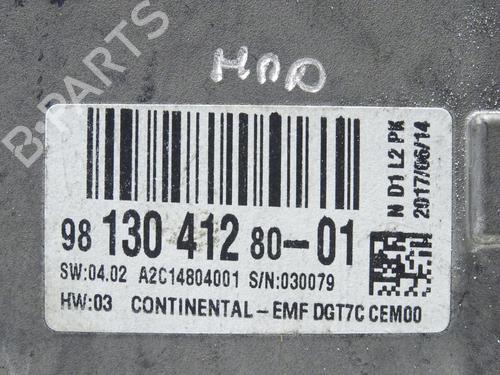 B-PARTS
HDD
98 130 412 80-01
SW:04.02 A2C14804001 S/N:030079
HW:03 CONTINENTAL-EMF DGT7C CEM00
N D1 L2 PK
2017/06/14